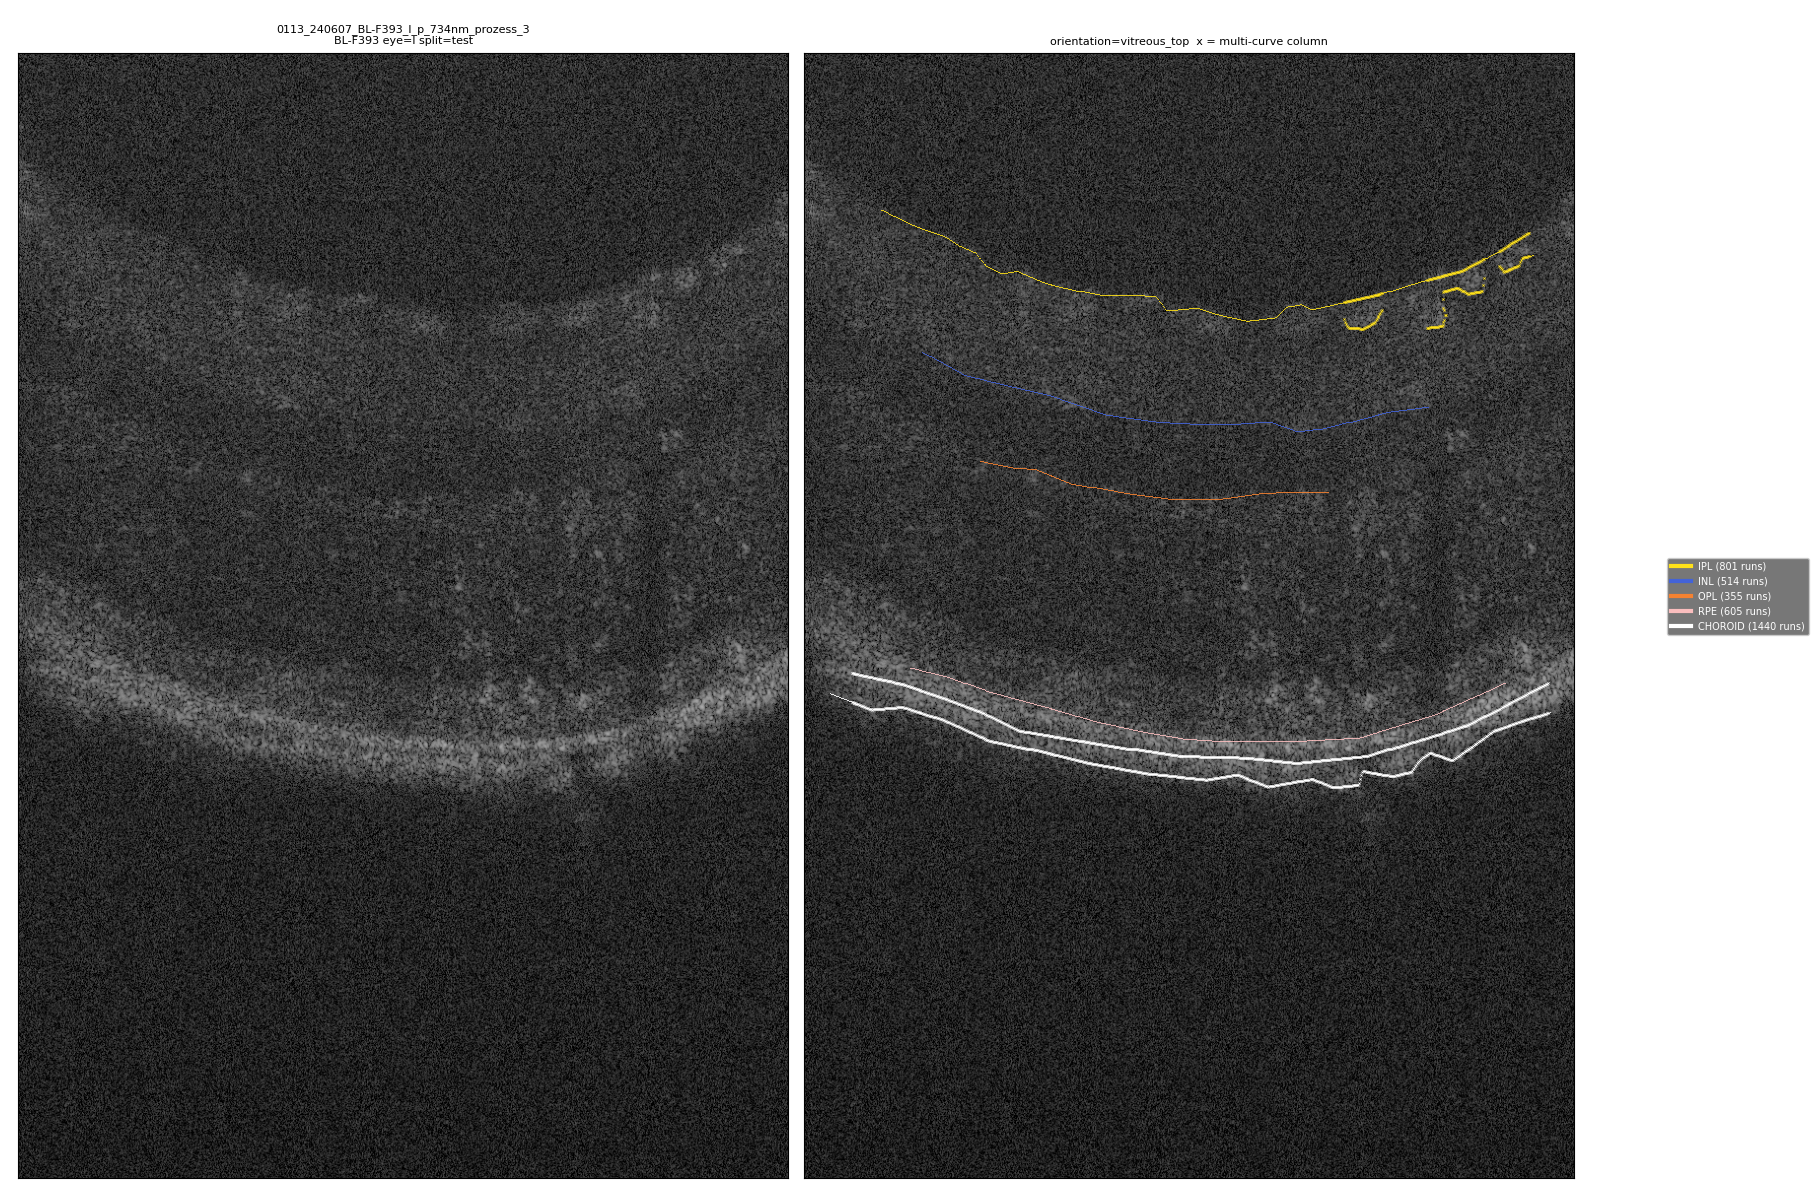 0113_240607_BL-F393_l_p_734nm_prozess_3
BL-F393 eye=l split=test
orientation=vitreous_top  x = multi-curve column
IPL (801 runs)
INL (514 runs)
OPL (355 runs)
RPE (605 runs)
CHOROID (1440 runs)